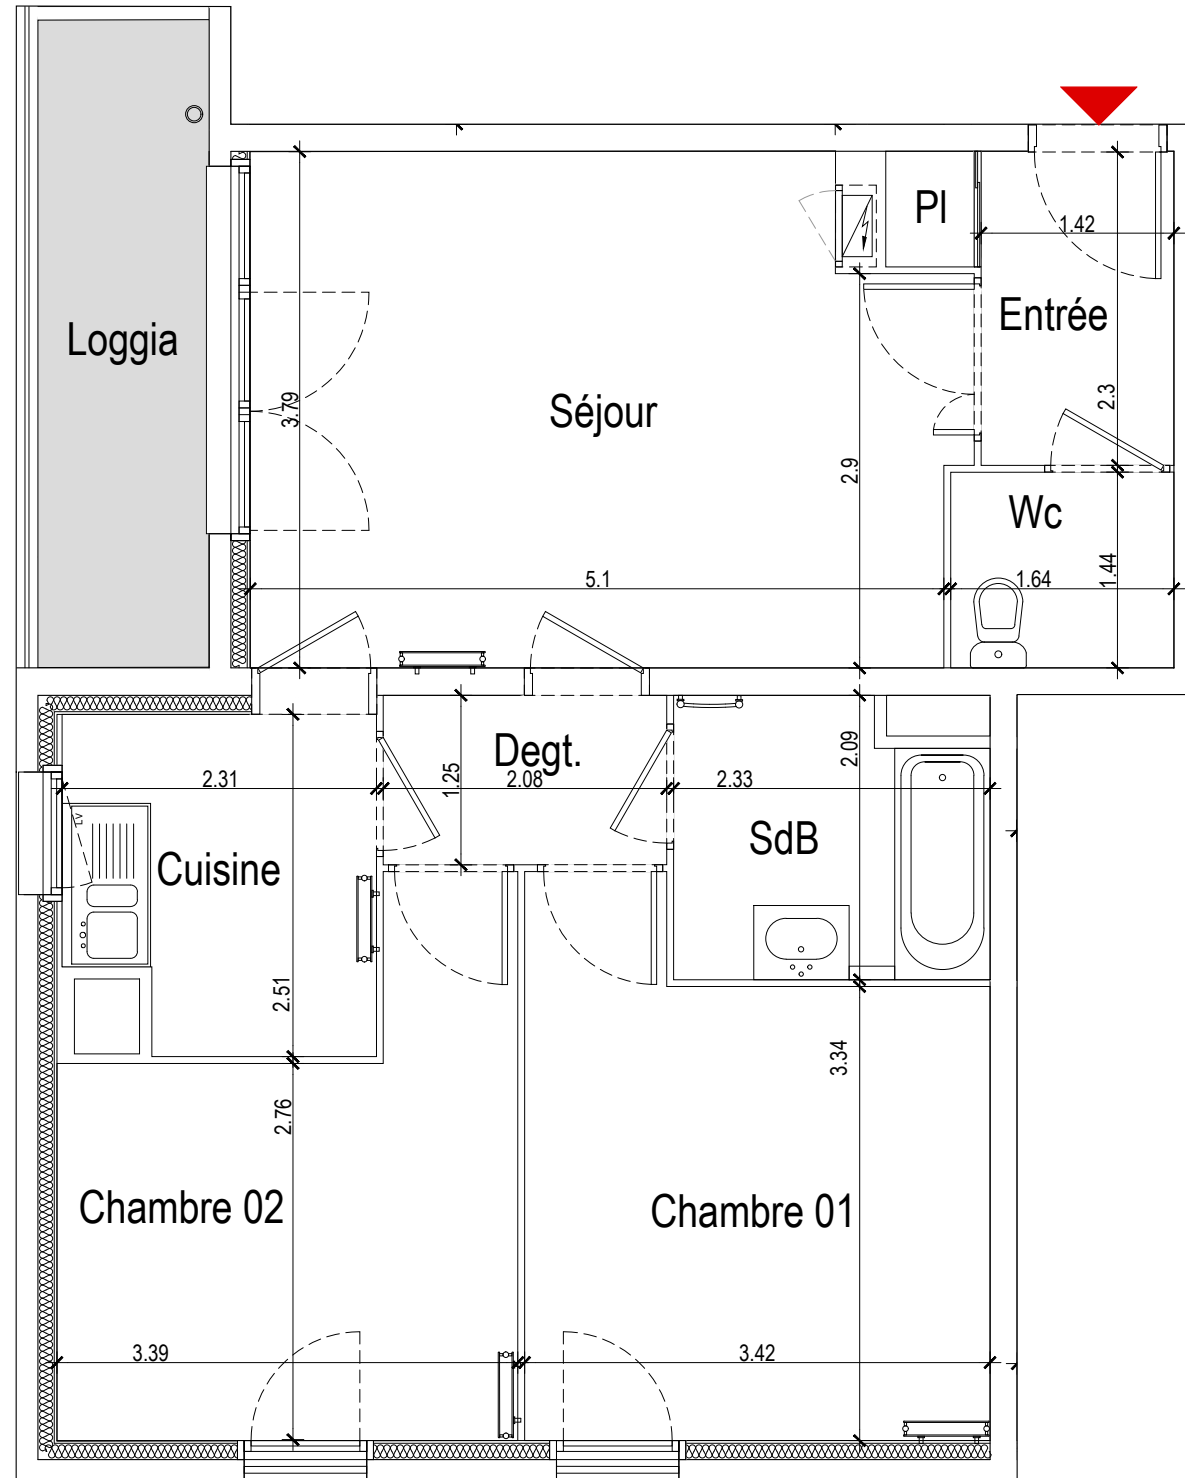 Pl
1.42
Entrée
Loggia
3.79
Séjour
2.3
2.9
Wc
5.1
1.64
1.44
Degt.
2.09
2.31
1.25
2.08
2.33
LV
SdB
Cuisine
2.51
3.34
2.76
Chambre 02
Chambre 01
3.39
3.42